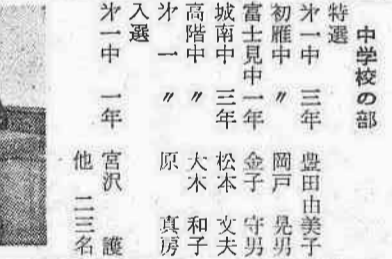 中学校の部
特選
㐧一中 三年 豊田由美子
初雁中 〃 岡戸 晃男
富士見中一年 金子 守男
城南中 三年 松本 文夫
高階中 〃 大木 和子
㐧一 〃 原 真房
入選
㐧一中 一年 宮沢 護
他 二三名